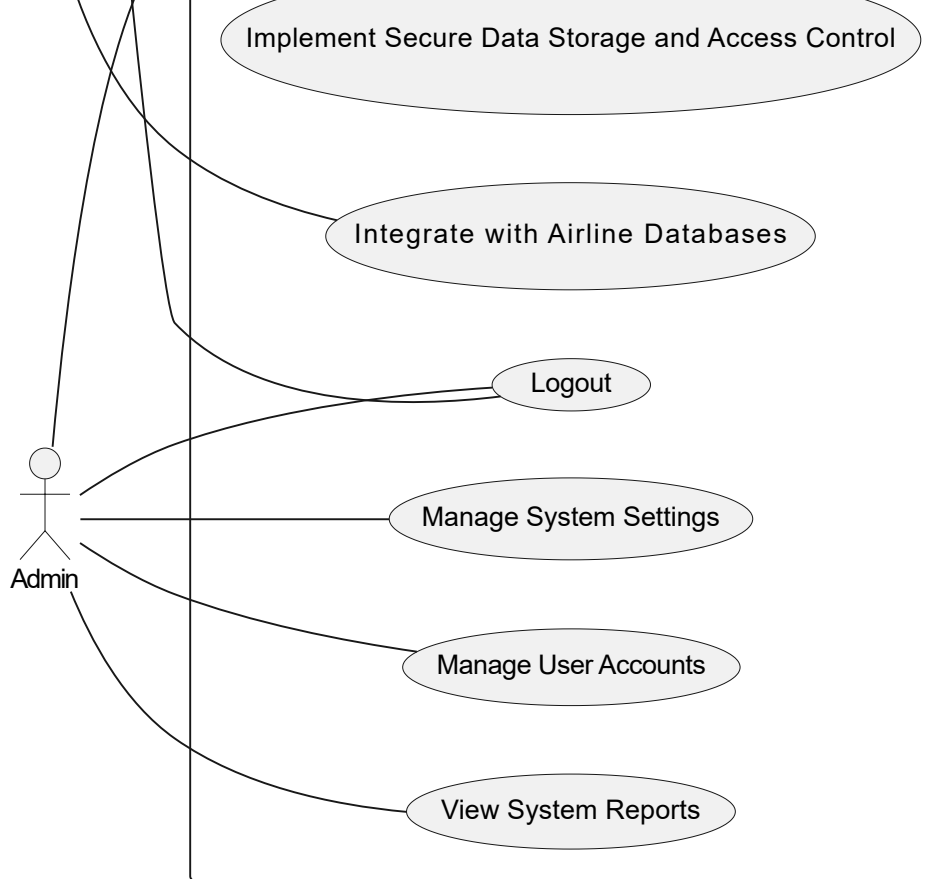 Implement Secure Data Storage and Access Control
Integrate with Airline Databases
Logout
Manage System Settings
Admin
Manage User Accounts
View System Reports